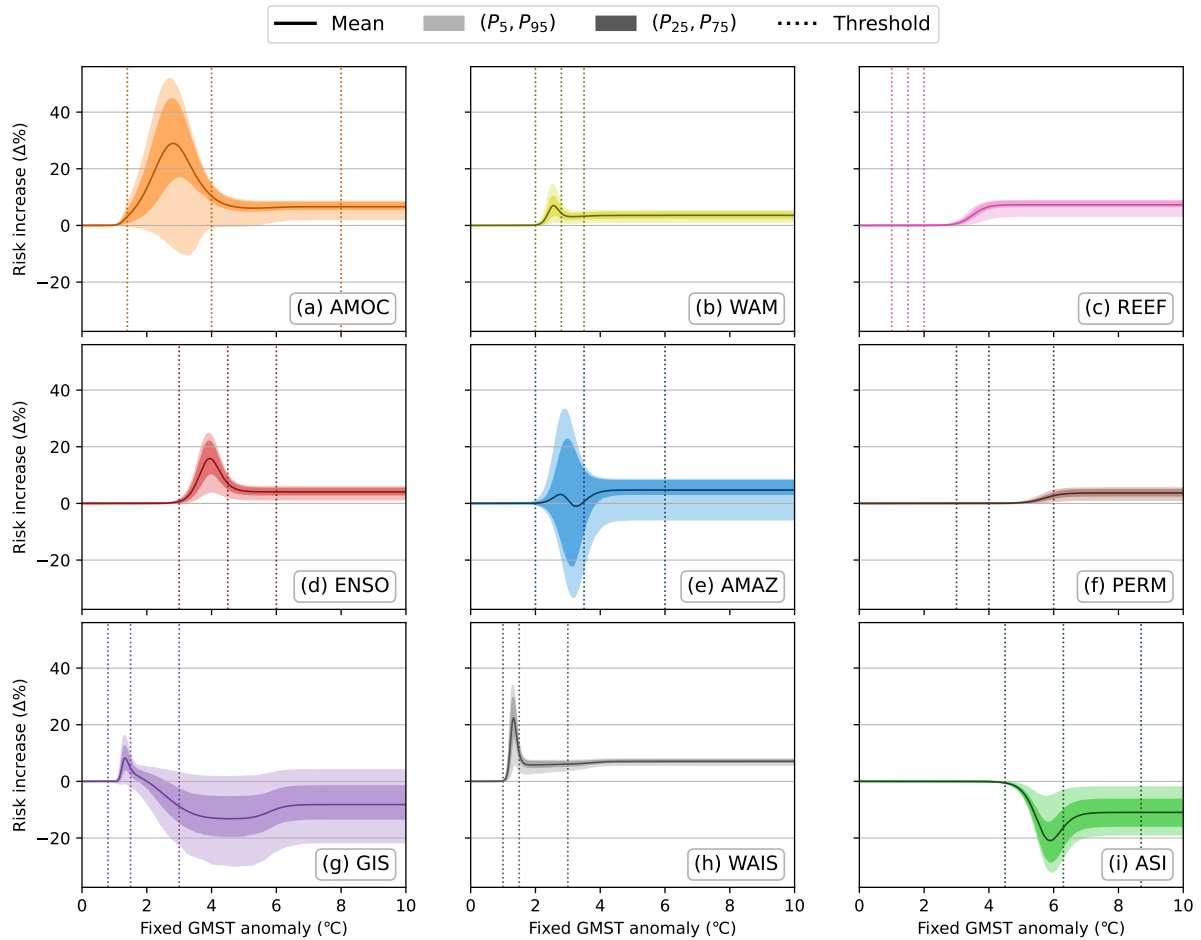 Mean (P5, P95) (P25, P75) Threshold
Risk increase (Δ%)
40
20
0
−20
(a) AMOC
(b) WAM
(c) REEF
Risk increase (Δ%)
40
20
0
−20
(d) ENSO
(e) AMAZ
(f) PERM
Risk increase (Δ%)
40
20
0
−20
(g) GIS
(h) WAIS
(i) ASI
0 2 4 6 8 10
0 2 4 6 8 10
0 2 4 6 8 10
Fixed GMST anomaly (℃)
Fixed GMST anomaly (℃)
Fixed GMST anomaly (℃)